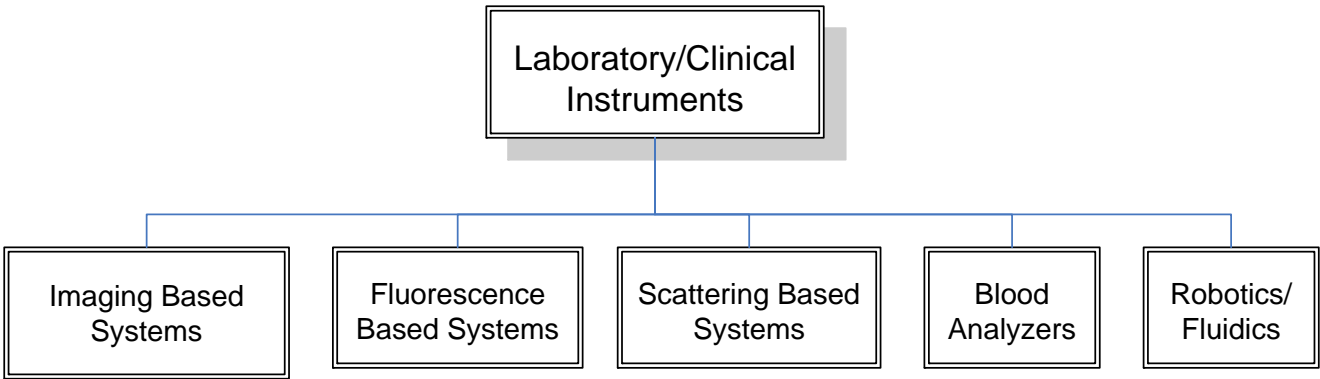 Laboratory/Clinical
Instruments
Imaging Based
Systems
Fluorescence
Based Systems
Scattering Based
Systems
Blood
Analyzers
Robotics/
Fluidics